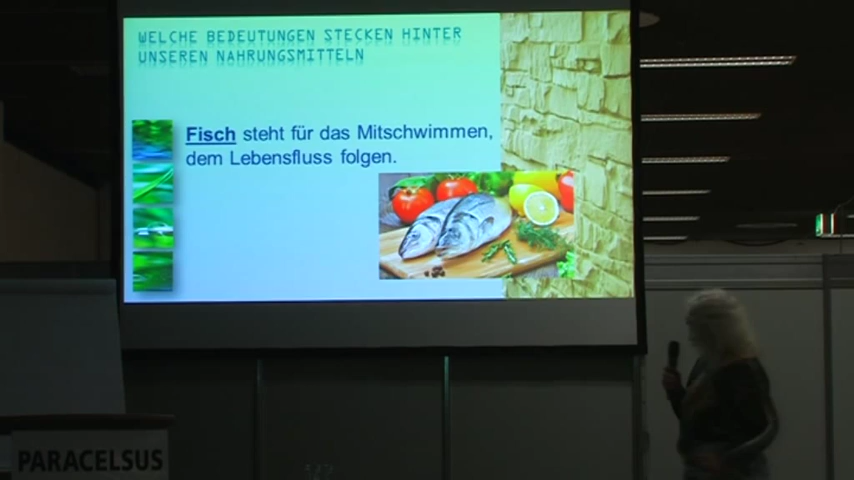 WELCHE BEDEUTUNGEN STECKEN HINTER
UNSEREN NAHRUNGSMITTELN
Fisch steht für das Mitschwimmen,
dem Lebensfluss folgen.
PARACELSUS